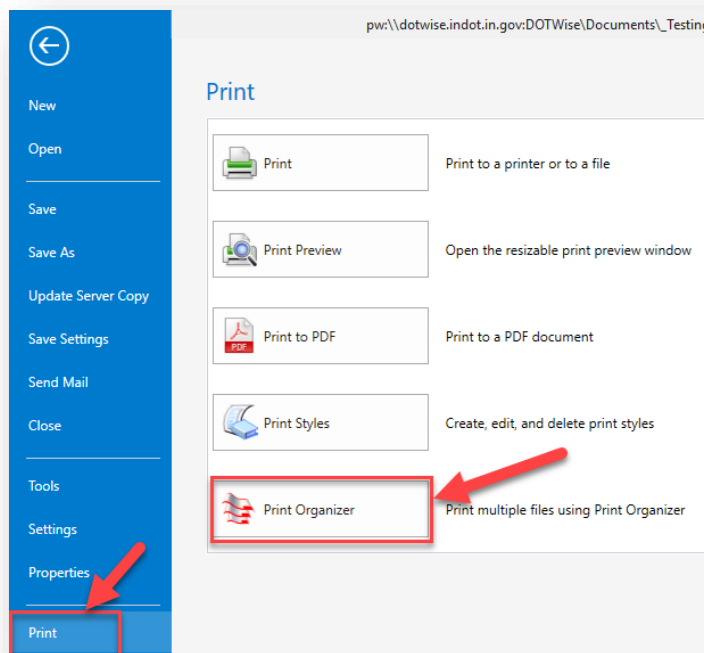 pw:\\dotwise.indot.in.gov:DOTWise\Documents\_Testing
New
Open
Save
Save As
Update Server Copy
Save Settings
Send Mail
Close
Tools
Settings
Properties
Print
Print
Print
Print to a printer or to a file
Print Preview
Open the resizable print preview window
PDF
Print to PDF
Print to a PDF document
Print Styles
Create, edit, and delete print styles
Print Organizer
Print multiple files using Print Organizer